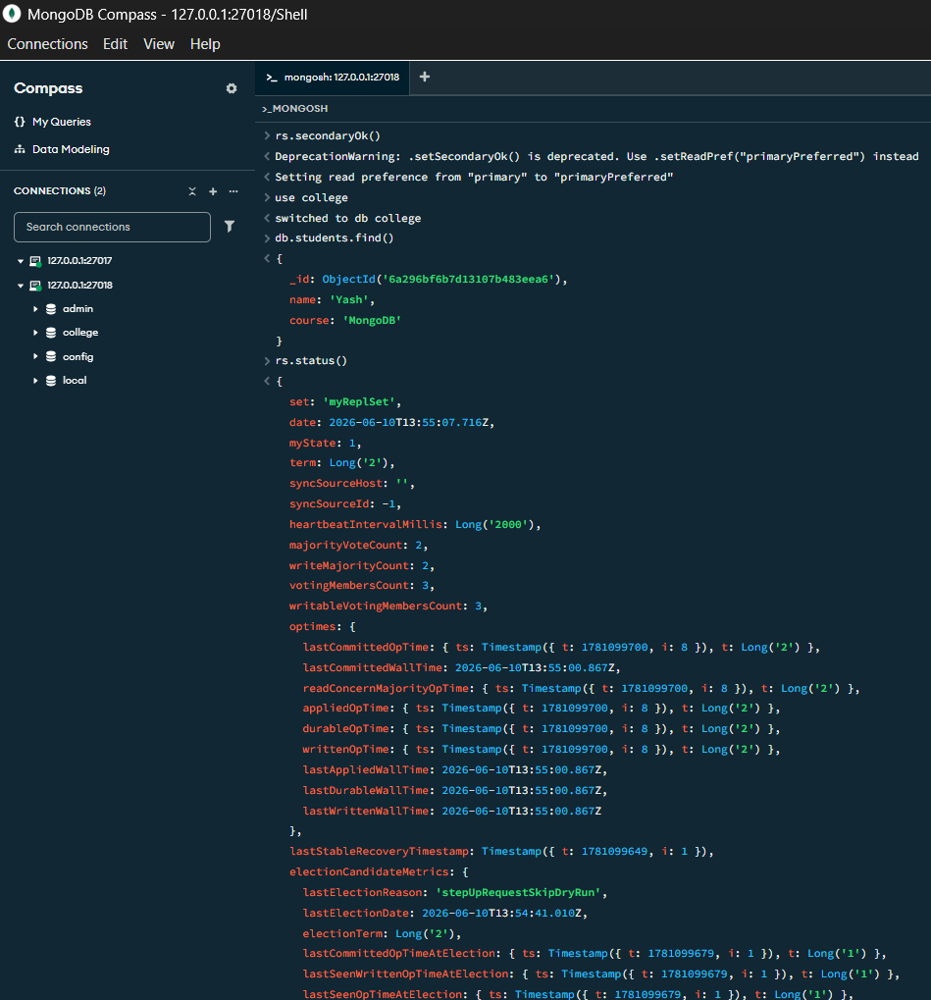 MongoDB Compass - 127.0.0.1:27018/Shell
Connections Edit View Help
Compass
My Queries
Data Modeling
CONNECTIONS (2)
Search connections
127.0.0.1:27017
127.0.0.1:27018
admin
college
config
local
>_ mongosh: 127.0.0.1:27018 +
>_MONGOSH
> rs.secondaryOk()
< DeprecationWarning: .setSecondaryOk() is deprecated. Use .setReadPref("primaryPreferred") instead
< Setting read preference from "primary" to "primaryPreferred"
> use college
< switched to db college
> db.students.find()
< {
_id: ObjectId('6a296bf6b7d13107b483eea6'),
name: 'Yash',
course: 'MongoDB'
}
> rs.status()
< {
set: 'myReplSet',
date: 2026-06-10T13:55:07.716Z,
myState: 1,
term: Long('2'),
syncSourceHost: '',
syncSourceId: -1,
heartbeatIntervalMillis: Long('2000'),
majorityVoteCount: 2,
writeMajorityCount: 2,
votingMembersCount: 3,
writableVotingMembersCount: 3,
optimes: {
lastCommittedOpTime: { ts: Timestamp({ t: 1781099700, i: 8 }), t: Long('2') },
lastCommittedWallTime: 2026-06-10T13:55:00.867Z,
readConcernMajorityOpTime: { ts: Timestamp({ t: 1781099700, i: 8 }), t: Long('2') },
appliedOpTime: { ts: Timestamp({ t: 1781099700, i: 8 }), t: Long('2') },
durableOpTime: { ts: Timestamp({ t: 1781099700, i: 8 }), t: Long('2') },
writtenOpTime: { ts: Timestamp({ t: 1781099700, i: 8 }), t: Long('2') },
lastAppliedWallTime: 2026-06-10T13:55:00.867Z,
lastDurableWallTime: 2026-06-10T13:55:00.867Z,
lastWrittenWallTime: 2026-06-10T13:55:00.867Z
},
lastStableRecoveryTimestamp: Timestamp({ t: 1781099649, i: 1 }),
electionCandidateMetrics: {
lastElectionReason: 'stepUpRequestSkipDryRun',
lastElectionDate: 2026-06-10T13:54:41.010Z,
electionTerm: Long('2'),
lastCommittedOpTimeAtElection: { ts: Timestamp({ t: 1781099679, i: 1 }), t: Long('1') },
lastSeenWrittenOpTimeAtElection: { ts: Timestamp({ t: 1781099679, i: 1 }), t: Long('1') },
lastSeenOpTimeAtElection: { ts: Timestamp({ t: 1781099679, i: 1 }), t: Long('1') },